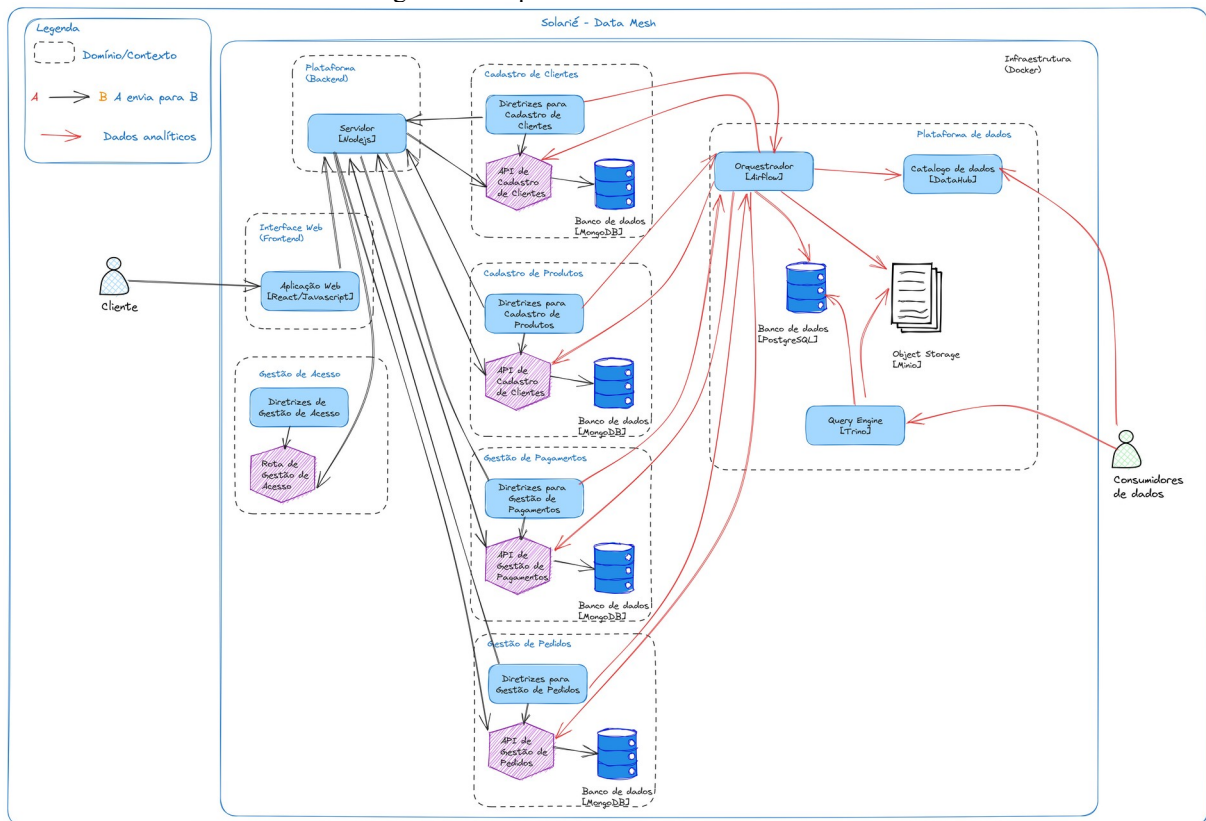 Solarié - Data Mesh
Legenda
Domínio/Contexto
A
B A envia para B
Dados analíticos
Infraestrutura
(Docker)
Plataforma
(Backend)
Servidor
[Nodejs]
Interface Web
(Frontend)
Aplicação Web
[React/Javascript]
Cliente
Gestão de Acesso
Diretrizes de
Gestão de Acesso
Rota de
Gestão de
Acesso
Cadastro de Clientes
Diretrizes para
Cadastro de
Clientes
API de
Cadastro
de Clientes
Banco de dados
[MongoDB]
Cadastro de Produtos
Diretrizes para
Cadastro de
Produtos
API de
Cadastro
de Clientes
Banco de dados
[MongoDB]
Gestão de Pagamentos
Diretrizes para
Gestão de
Pagamentos
API de
Gestão de
Pagamentos
Banco de dados
[MongoDB]
Gestão de Pedidos
Diretrizes para
Gestão de Pedidos
API de
Gestão de
Pedidos
Banco de dados
[MongoDB]
Plataforma de dados
Orquestrador
[Airflow]
Catalogo de dados
[DataHub]
Banco de dados
[PostgreSQL]
Object Storage
[Minio]
Query Engine
[Trino]
Consumidores
de dados